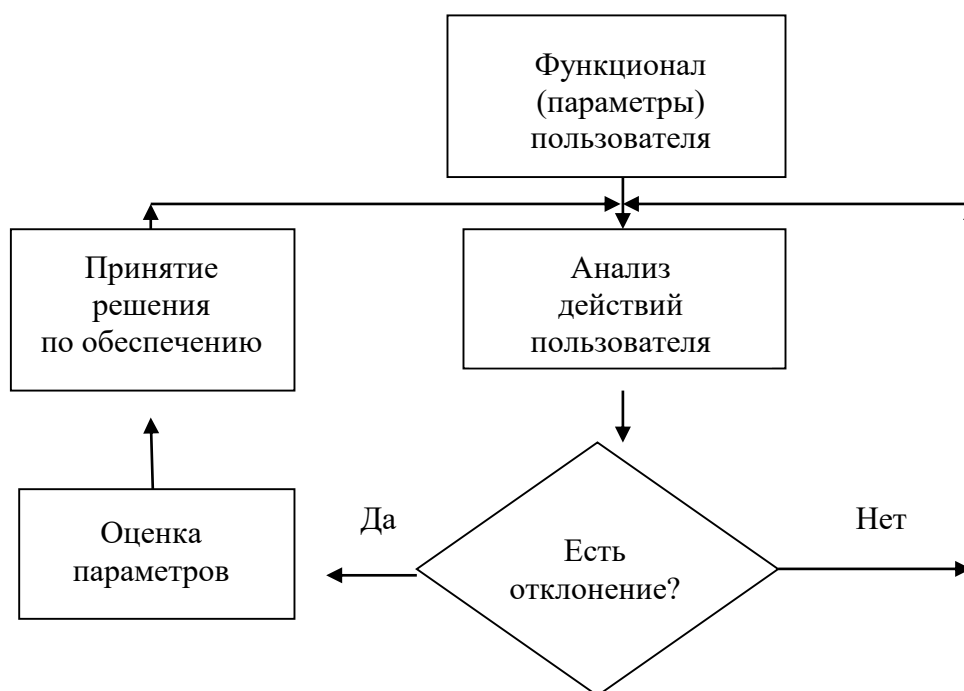 Функционал
(параметры)
пользователя
Принятие
решения
по обеспечению
Анализ
действий
пользователя
Оценка
параметров
Да
Есть
отклонение?
Нет